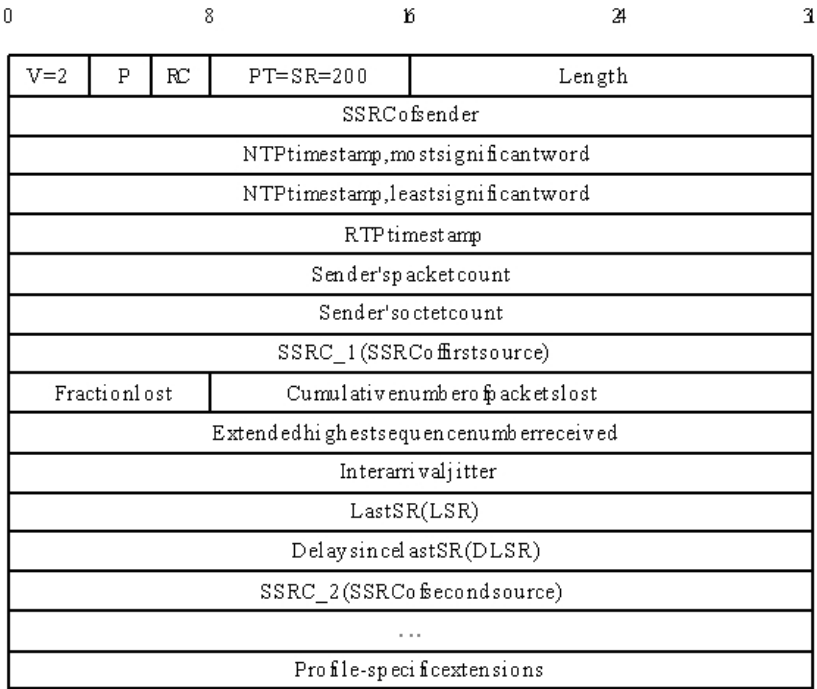 0 8 16 24 31
V=2 P RC PT=SR=200 Length
SSRCofsender
NTPtimestamp,mostsignificantword
NTPtimestamp,leastsignificantword
RTPtimestamp
Sender'spacketcount
Sender'soctetcount
SSRC_1(SSRCoffirstsource)
Fractionlost Cumulativenumberofpacketslost
Extendedhighestsequencenumberreceived
Interarrivaljitter
LastSR(LSR)
DelaysincelastSR(DLSR)
SSRC_2(SSRCofsecondsource)
...
Profile-specificextensions